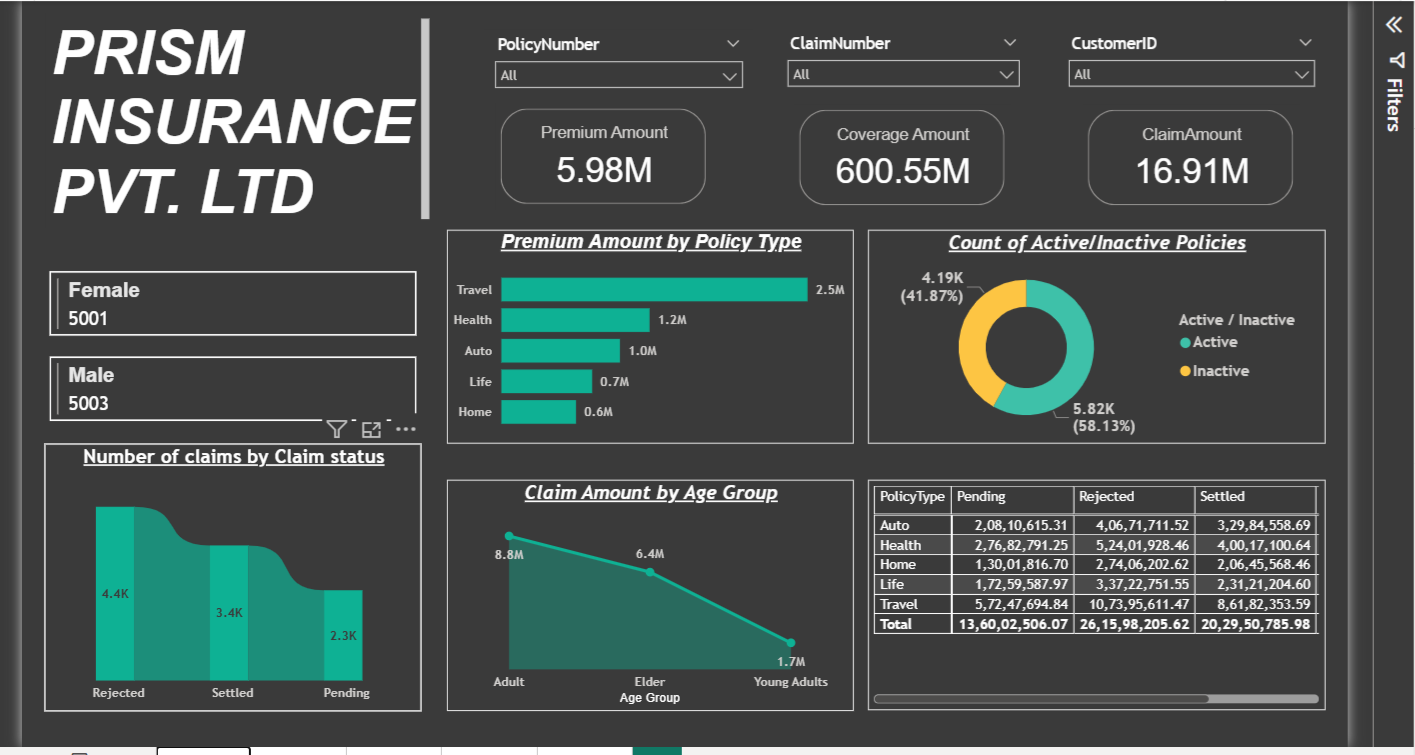 PRISM
INSURANCE
PVT. LTD
PolicyNumber
All
ClaimNumber
All
CustomerID
All
Filters
Premium Amount
5.98M
Coverage Amount
600.55M
ClaimAmount
16.91M
Female
5001
Male
5003
Premium Amount by Policy Type
Travel 2.5M
Health 1.2M
Auto 1.0M
Life 0.7M
Home 0.6M
Count of Active/Inactive Policies
4.19K
(41.87%)
5.82K
(58.13%)
Active / Inactive
Active
Inactive
Number of claims by Claim status
4.4K
3.4K
2.3K
Rejected Settled Pending
Claim Amount by Age Group
8.8M
6.4M
1.7M
Adult Elder Young Adults
Age Group
PolicyType Pending Rejected Settled
Auto 2,08,10,615.31 4,06,71,711.52 3,29,84,558.69
Health 2,76,82,791.25 5,24,01,928.46 4,00,17,100.64
Home 1,30,01,816.70 2,74,06,202.62 2,06,45,568.46
Life 1,72,59,587.97 3,37,22,751.55 2,31,21,204.60
Travel 5,72,47,694.84 10,73,95,611.47 8,61,82,353.59
Total 13,60,02,506.07 26,15,98,205.62 20,29,50,785.98